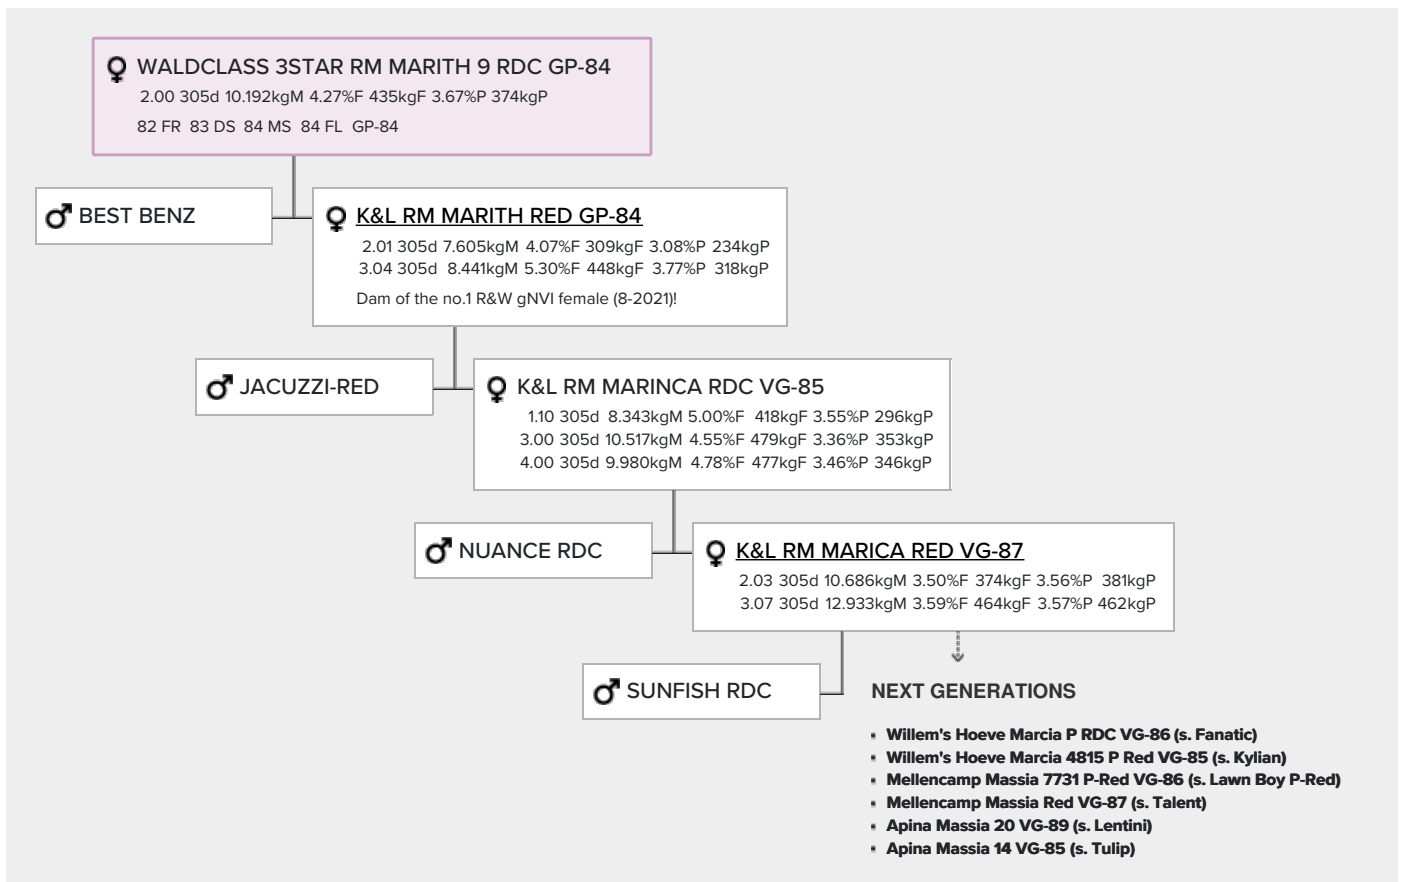 WALDCLASS 3STAR RM MARITH 9 RDC GP-84
2.00 305d 10.192kgM 4.27%F 435kgF 3.67%P 374kgP
82 FR 83 DS 84 MS 84 FL GP-84
BEST BENZ
K&L RM MARITH RED GP-84
2.01 305d 7.605kgM 4.07%F 309kgF 3.08%P 234kgP
3.04 305d 8.441kgM 5.30%F 448kgF 3.77%P 318kgP
Dam of the no.1 R&W gNVI female (8-2021)!
JACUZZI-RED
K&L RM MARINCA RDC VG-85
1.10 305d 8.343kgM 5.00%F 418kgF 3.55%P 296kgP
3.00 305d 10.517kgM 4.55%F 479kgF 3.36%P 353kgP
4.00 305d 9.980kgM 4.78%F 477kgF 3.46%P 346kgP
NUANCE RDC
K&L RM MARICA RED VG-87
2.03 305d 10.686kgM 3.50%F 374kgF 3.56%P 381kgP
3.07 305d 12.933kgM 3.59%F 464kgF 3.57%P 462kgP
SUNFISH RDC
NEXT GENERATIONS
Willem's Hoeve Marcia P RDC VG-86 (s. Fanatic)
Willem's Hoeve Marcia 4815 P Red VG-85 (s. Kylian)
Mellencamp Massia 7731 P-Red VG-86 (s. Lawn Boy P-Red)
Mellencamp Massia Red VG-87 (s. Talent)
Apina Massia 20 VG-89 (s. Lentini)
Apina Massia 14 VG-85 (s. Tulip)